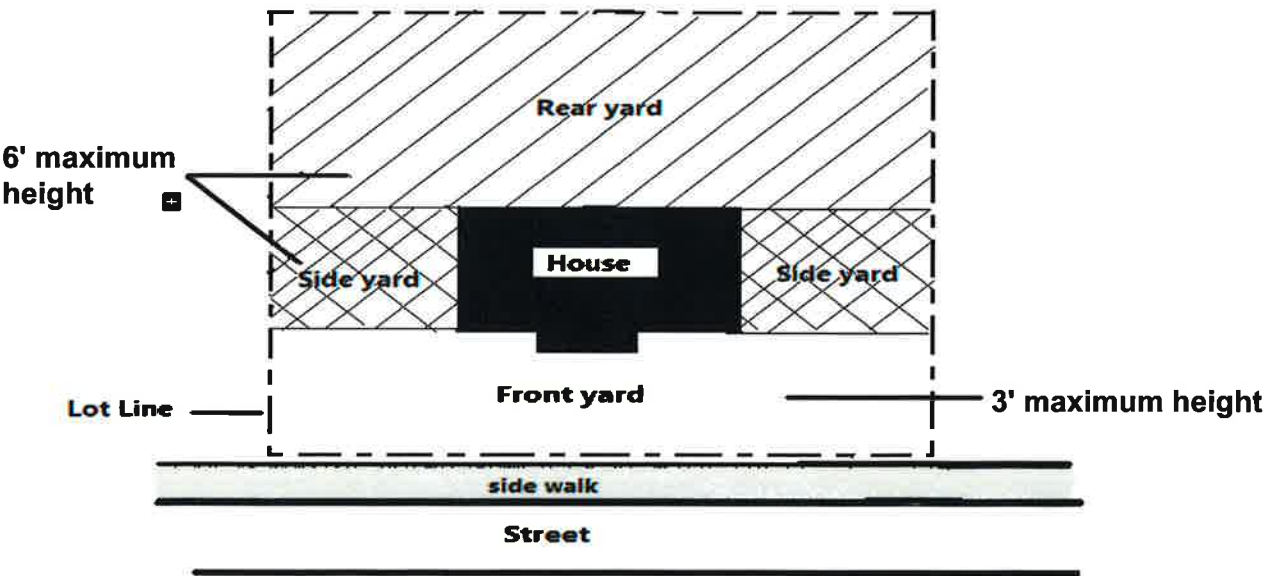 Rear yard
6' maximum
height
House
Side yard
Side yard
Front yard
Lot Line
3' maximum height
side walk
Street